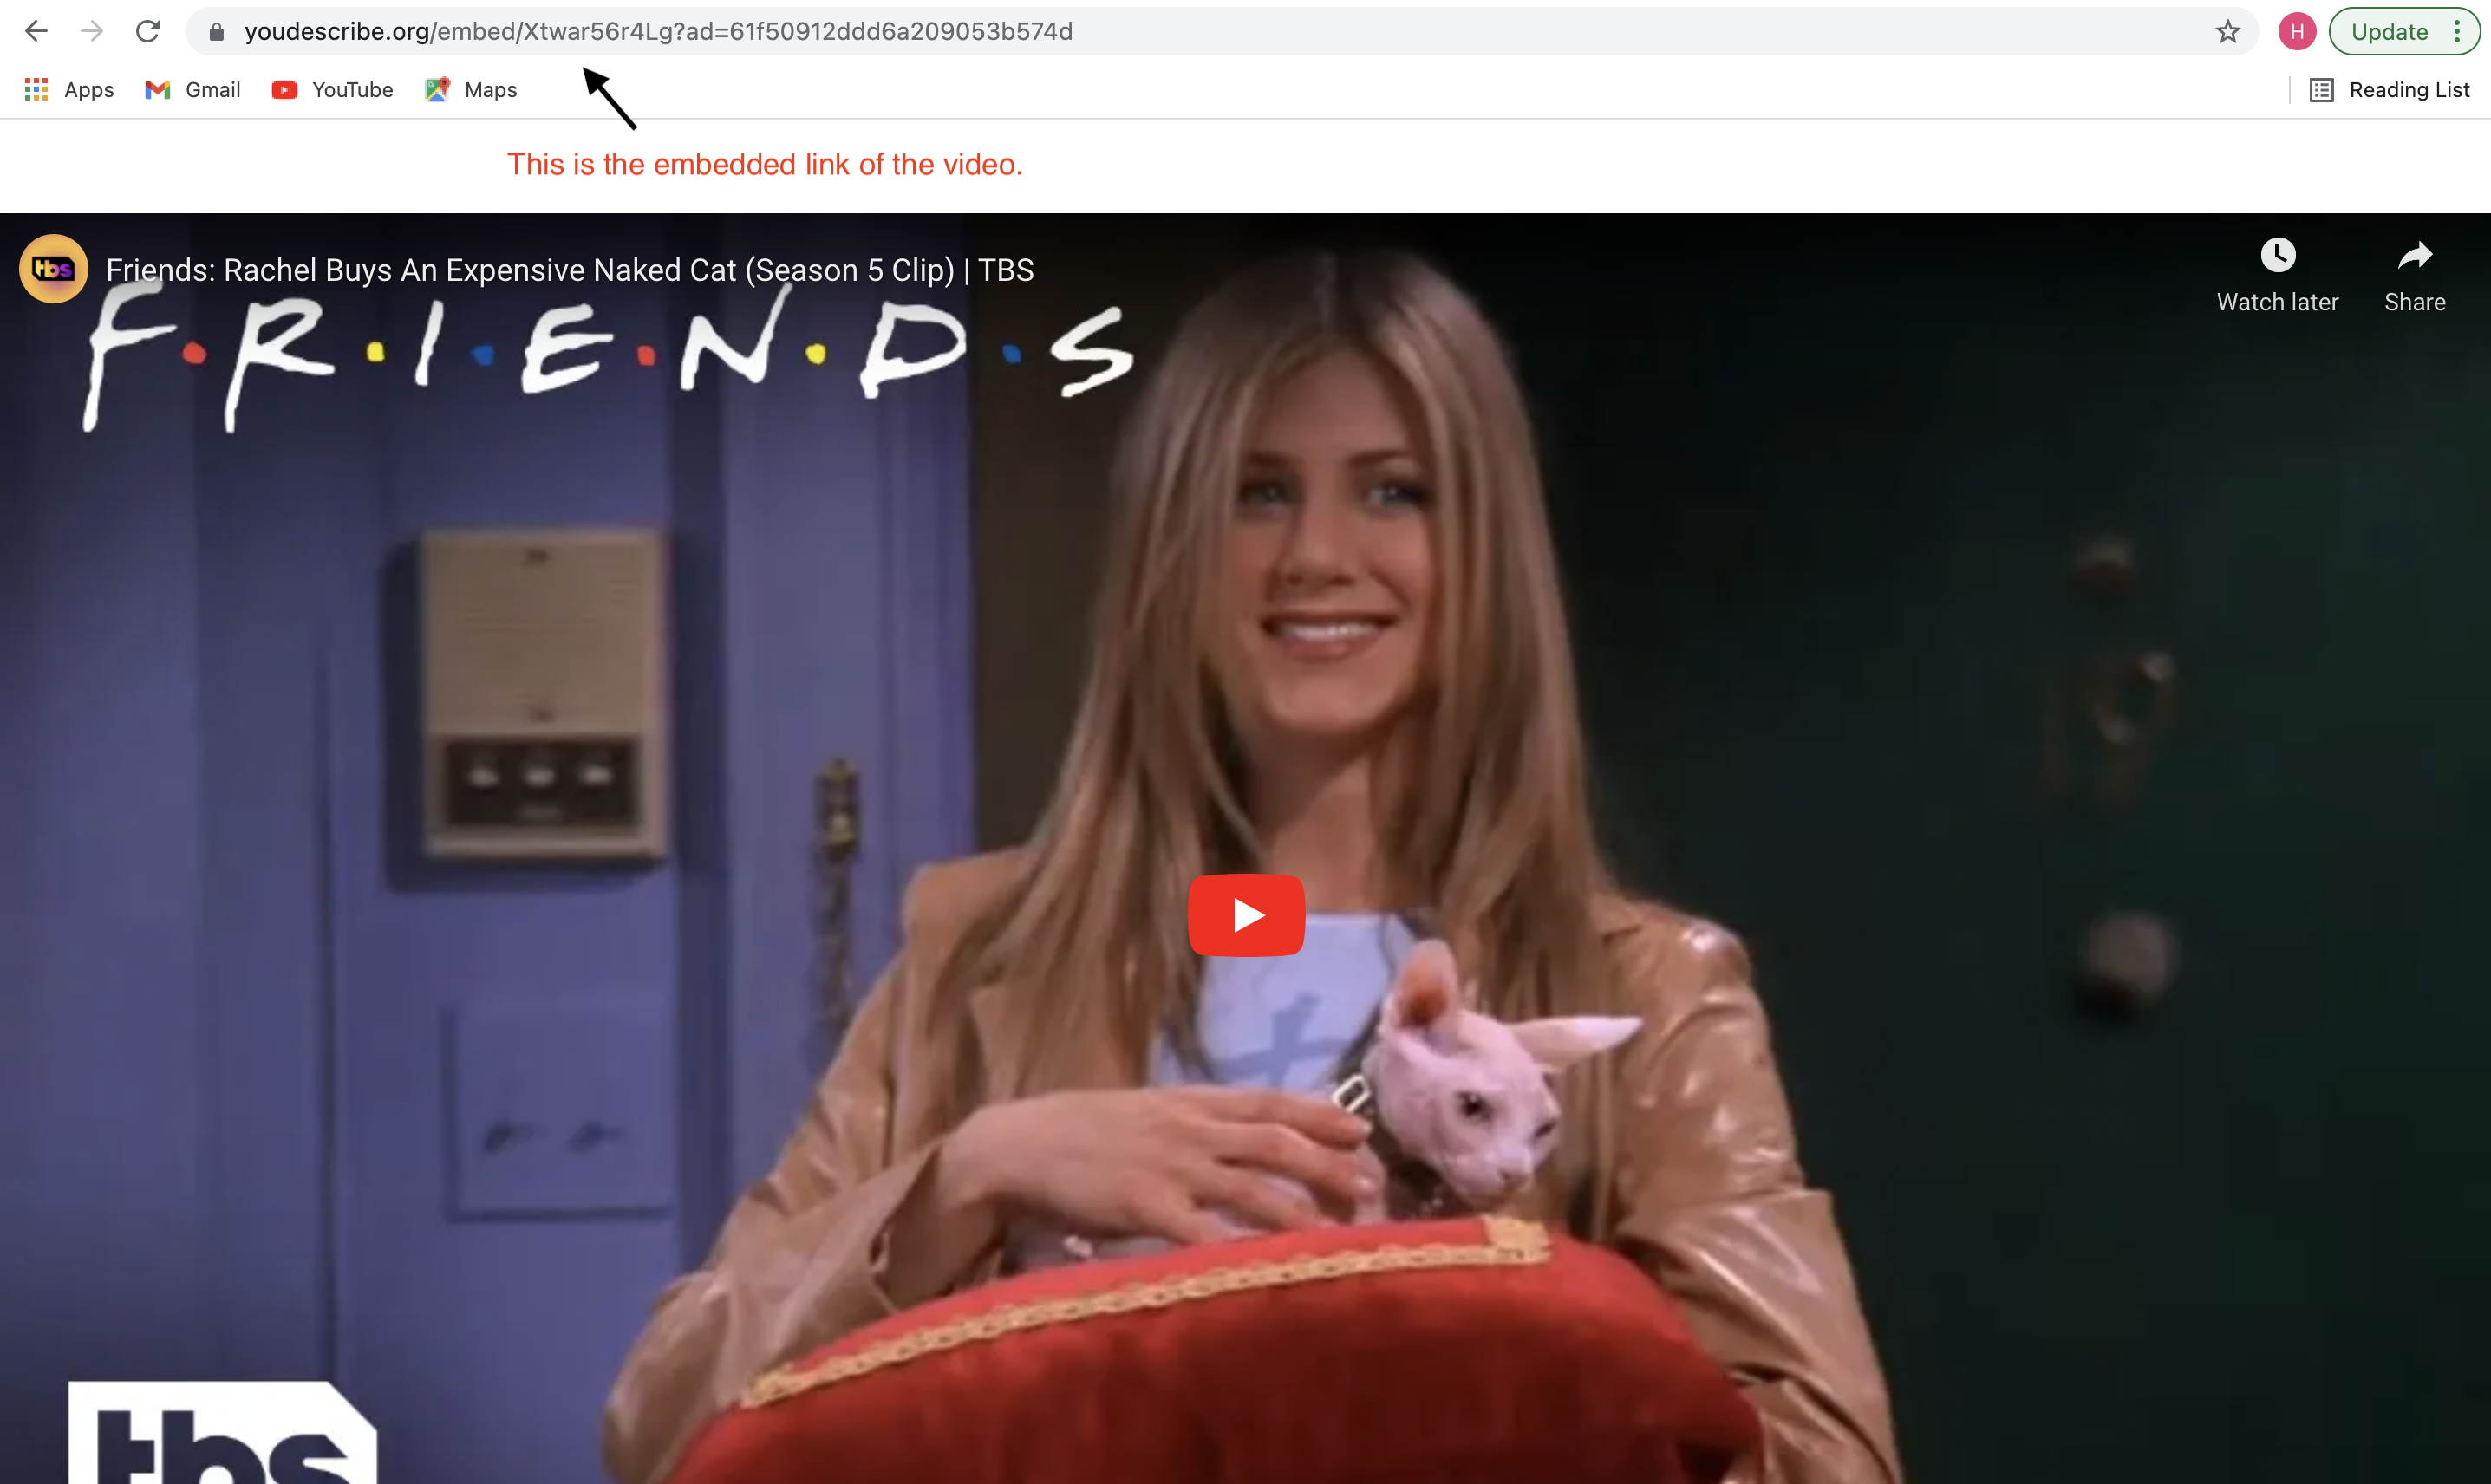 youdescribe.org/embed/Xtwar56r4Lg?ad=61f50912ddd6a209053b574d
H
Update
Apps
Gmail
YouTube
Maps
Reading List
This is the embedded link of the video.
tbs
Friends: Rachel Buys An Expensive Naked Cat (Season 5 Clip) | TBS
Watch later
Share
F·R·I·E·N·D·S
tbs